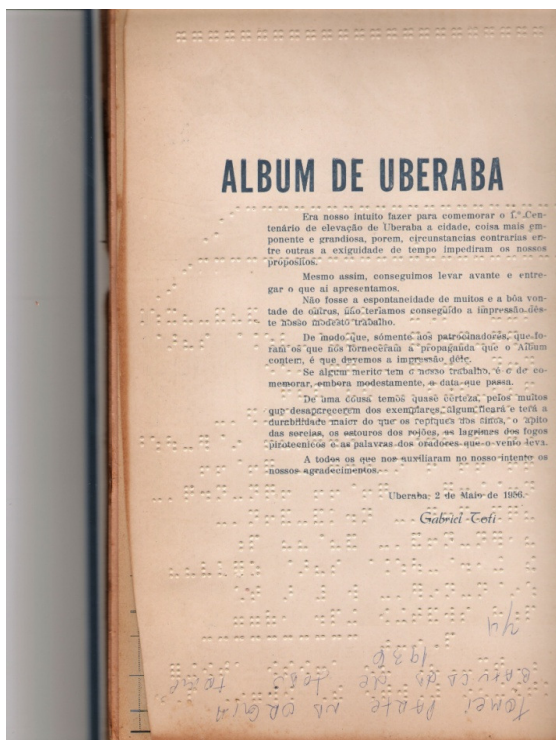 ALBUM DE UBERABA
Era nosso intuito fazer para comemorar o 1.º Cen-
tenário de elevação de Uberaba a cidade, coisa mais em-
ponente e grandiosa, porem, circunstancias contrarias en-
tre outras a exiguidade de tempo impediram os nossos
propósitos.
Mesmo assim, conseguimos levar avante e entre-
gar o que aí apresentamos.
Não fosse a espontaneidade de muitos e a bôa von-
tade de outros, não teríamos conseguido a impressão dês-
te nosso modesto trabalho.
De modo que, sómente aos patrocinadores, que fo-
ram os que nos forneceram a propaganda que o Album
contem, é que devemos a impressão dêle.
Se algum merito tem o nosso trabalho, é o de co-
memorar, embora modestamente, o data que passa.
De uma cousa temos quase certeza, pelos muitos
que desaparecerem dos exemplares, algum ficará e terá a
durabilidade maior do que os repiques dos sinos, o apito
das sereias, os estouros dos rojões, as lagrimas dos fogos
pirotecnicos e as palavras dos oradores que o vento leva.
A todos os que nos auxiliaram no nosso intento os
nossos agradecimentos.
Uberaba, 2 de Maio de 1956.
Gabriel Toti
1936
TOMEI PARTE NA ORGIA